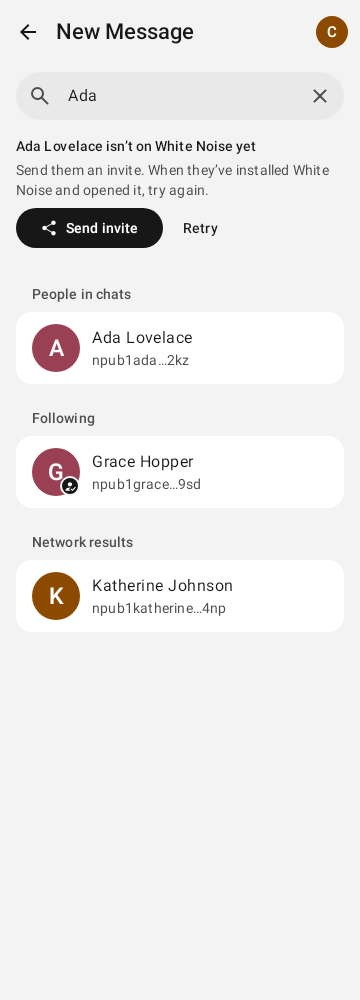 New Message
C
Ada
Ada Lovelace isn’t on White Noise yet
Send them an invite. When they’ve installed White
Noise and opened it, try again.
Send invite
Retry
People in chats
A
Ada Lovelace
npub1ada…2kz
Following
G
Grace Hopper
npub1grace…9sd
Network results
K
Katherine Johnson
npub1katherine…4np